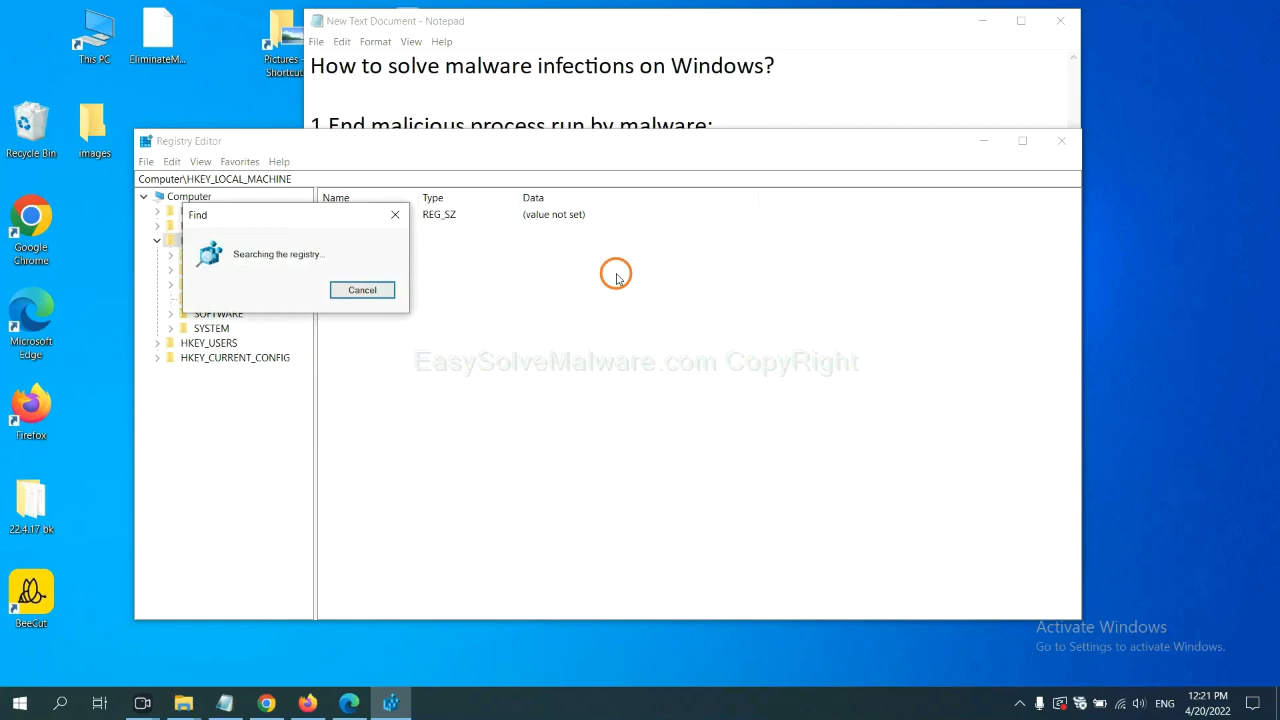 This PC
EliminateM...
Pictures -
Shortcut
Recycle Bin
images
Google
Chrome
Microsoft
Edge
Firefox
22.4.17 bk
BeeCut
New Text Document - Notepad
File Edit Format View Help
How to solve malware infections on Windows?
1.End malicious process run by malware:
Registry Editor
File Edit View Favorites Help
Computer\HKEY_LOCAL_MACHINE
Computer
Name Type Data
REG_SZ (value not set)
Find
Searching the registry...
Cancel
SOFTWARE
SYSTEM
HKEY_USERS
HKEY_CURRENT_CONFIG
EasySolveMalware.com CopyRight
Activate Windows
Go to Settings to activate Windows.
ENG
12:21 PM
4/20/2022